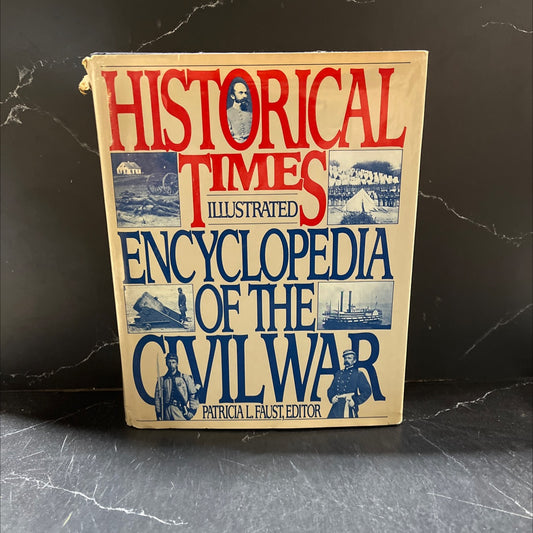 HISTORICAL
TIMES
ILLUSTRATED
ENCYCLOPEDIA
OF THE
CIVIL WAR
PATRICIA L. FAUST, EDITOR